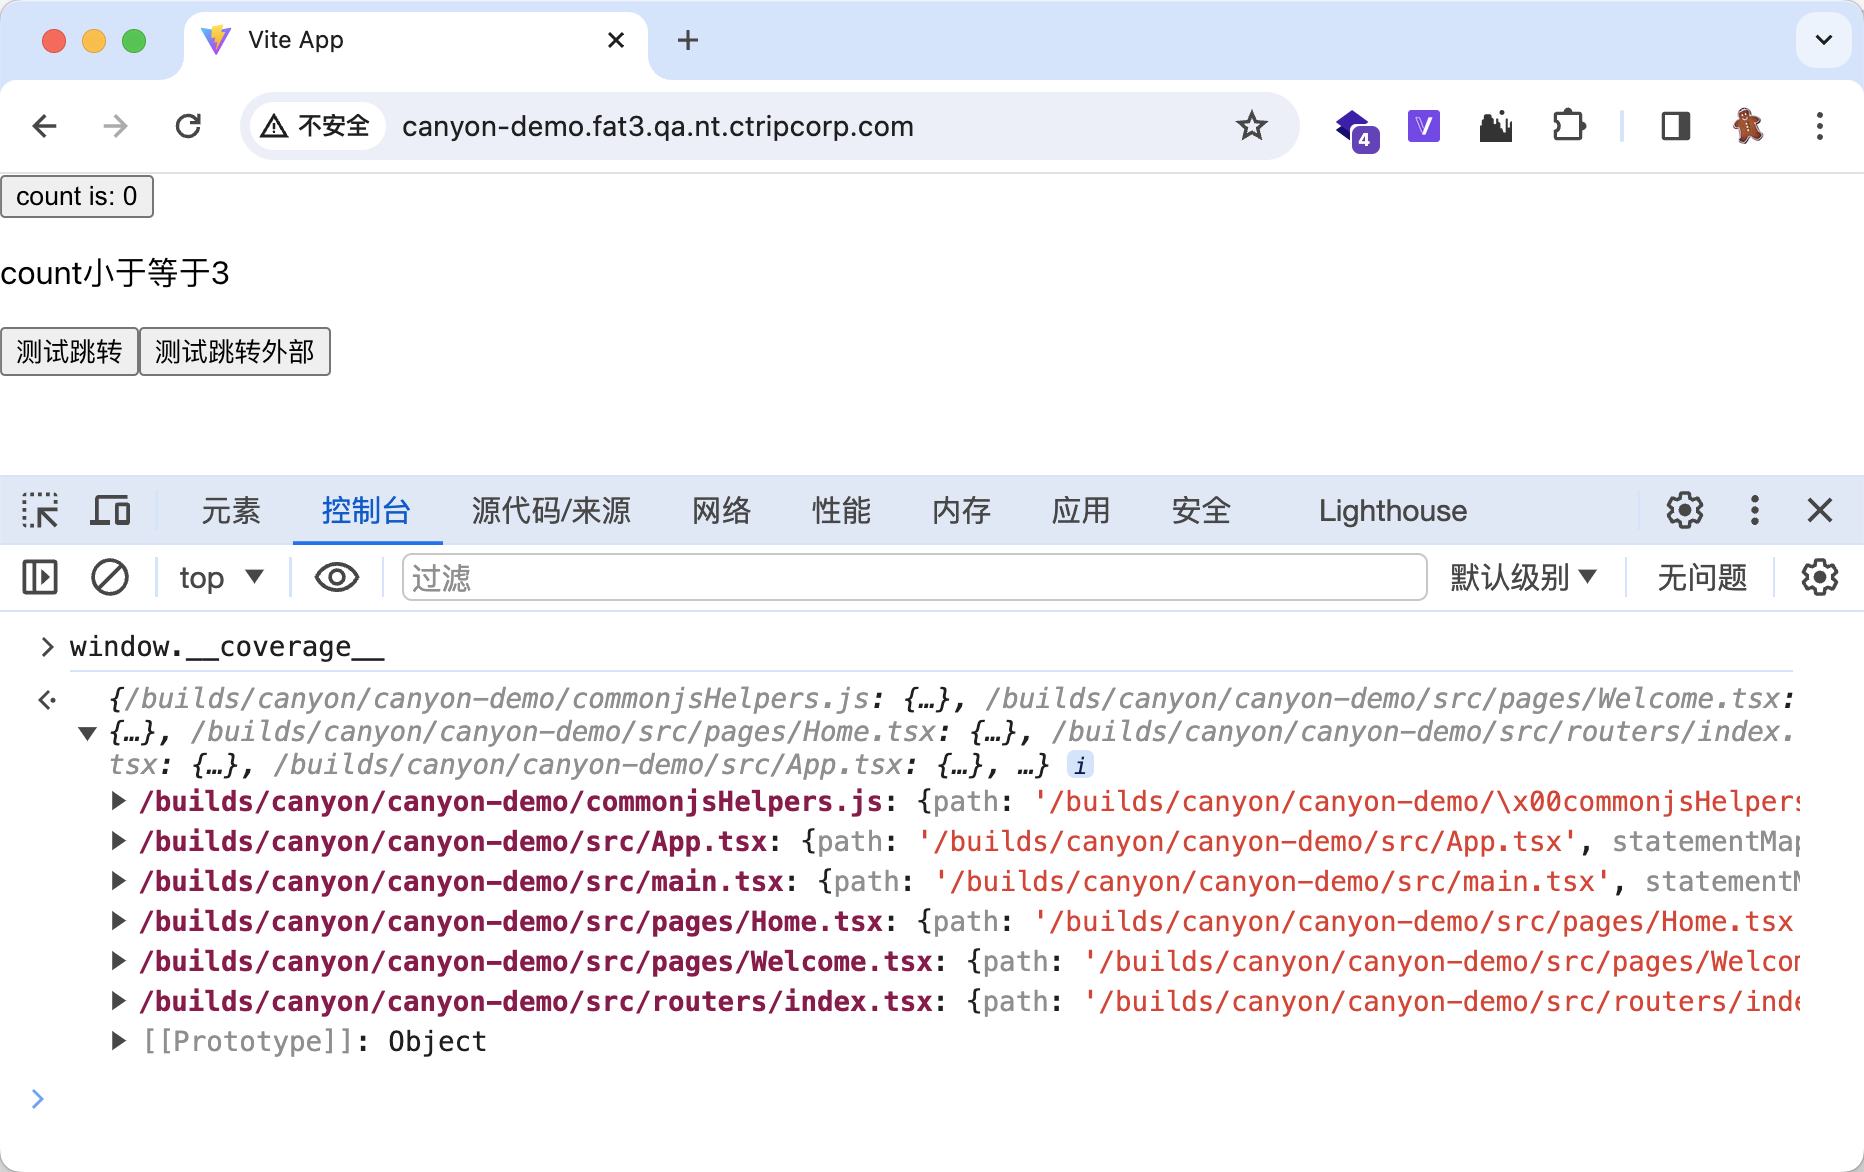 Vite App
不安全 canyon-demo.fat3.qa.nt.ctripcorp.com
4
count is: 0
count小于等于3
测试跳转 测试跳转外部
元素 控制台 源代码/来源 网络 性能 内存 应用 安全 Lighthouse
top 过滤 默认级别 无问题
window.__coverage__
{/builds/canyon/canyon-demo/commonjsHelpers.js: {…}, /builds/canyon/canyon-demo/src/pages/Welcome.tsx:
{…}, /builds/canyon/canyon-demo/src/pages/Home.tsx: {…}, /builds/canyon/canyon-demo/src/routers/index.
tsx: {…}, /builds/canyon/canyon-demo/src/App.tsx: {…}, …} i
/builds/canyon/canyon-demo/commonjsHelpers.js: {path: '/builds/canyon/canyon-demo/\x00commonjsHelpers
/builds/canyon/canyon-demo/src/App.tsx: {path: '/builds/canyon/canyon-demo/src/App.tsx', statementMap
/builds/canyon/canyon-demo/src/main.tsx: {path: '/builds/canyon/canyon-demo/src/main.tsx', statementM
/builds/canyon/canyon-demo/src/pages/Home.tsx: {path: '/builds/canyon/canyon-demo/src/pages/Home.tsx
/builds/canyon/canyon-demo/src/pages/Welcome.tsx: {path: '/builds/canyon/canyon-demo/src/pages/Welcom
/builds/canyon/canyon-demo/src/routers/index.tsx: {path: '/builds/canyon/canyon-demo/src/routers/inde
[[Prototype]]: Object